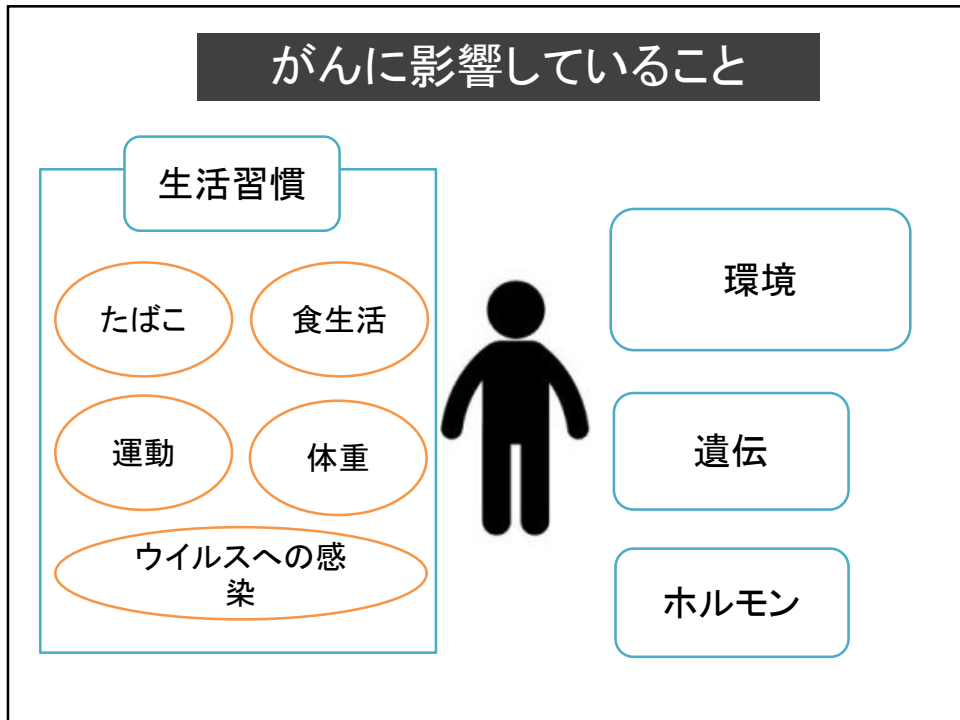 がんに影響していること
生活習慣
たばこ
食生活
運動
体重
ウイルスへの感
染
環境
遺伝
ホルモン